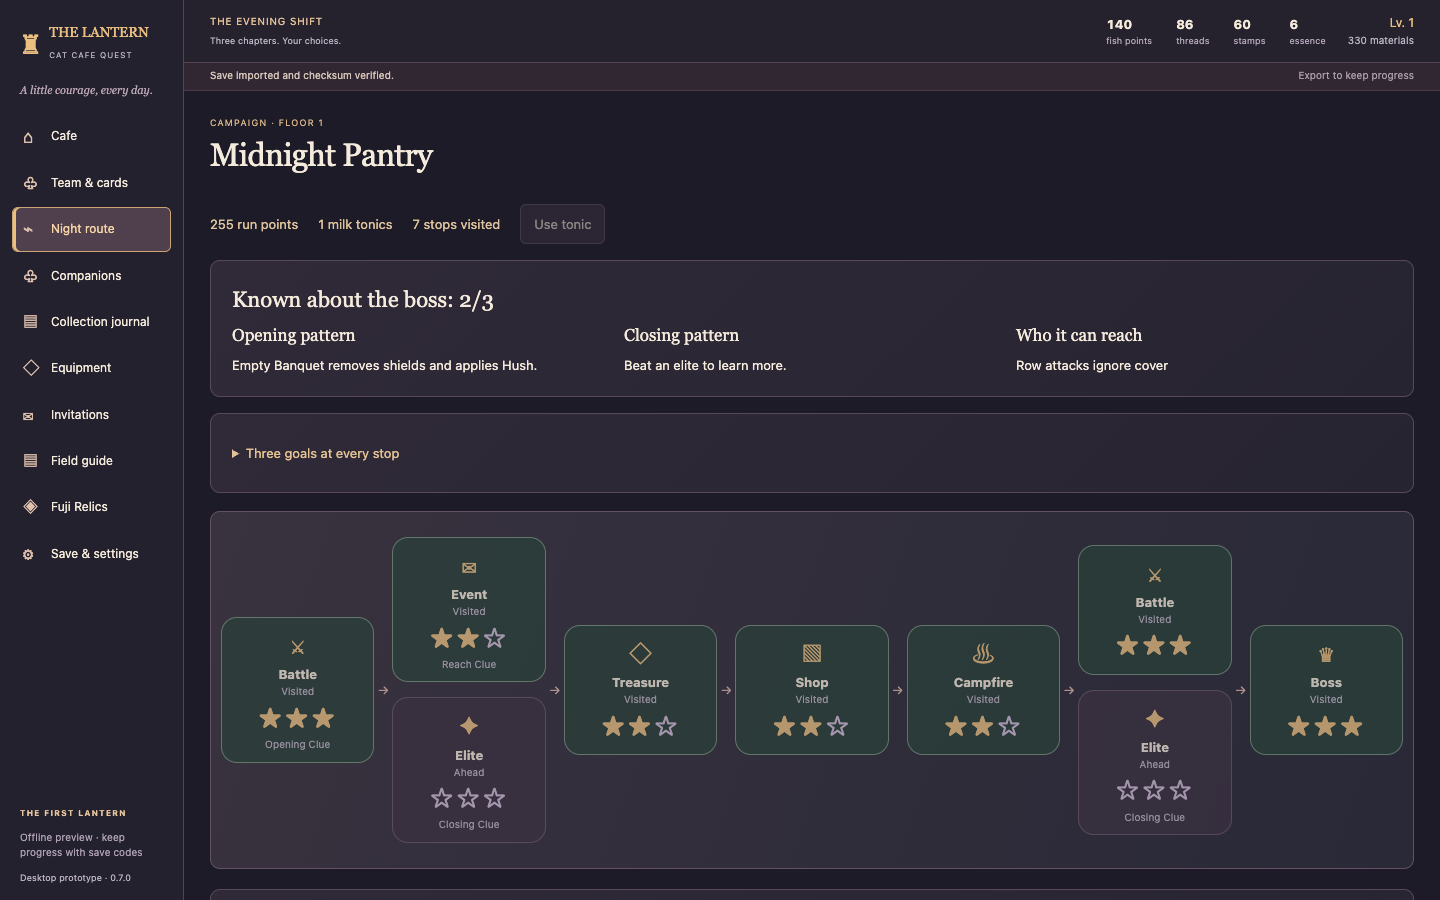 THE LANTERN
CAT CAFE QUEST
A little courage, every day.
Cafe
Team & cards
Night route
Companions
Collection journal
Equipment
Invitations
Field guide
Fuji Relics
Save & settings
THE FIRST LANTERN
Offline preview · keep
progress with save codes
Desktop prototype · 0.7.0
THE EVENING SHIFT
Three chapters. Your choices.
140
fish points
86
threads
60
stamps
6
essence
Lv. 1
330 materials
Save imported and checksum verified.
Export to keep progress
CAMPAIGN · FLOOR 1
Midnight Pantry
255 run points
1 milk tonics
7 stops visited
Use tonic
Known about the boss: 2/3
Opening pattern
Empty Banquet removes shields and applies Hush.
Closing pattern
Beat an elite to learn more.
Who it can reach
Row attacks ignore cover
Three goals at every stop
Battle
Visited
Opening Clue
Event
Visited
Reach Clue
Elite
Ahead
Closing Clue
Treasure
Visited
Shop
Visited
Campfire
Visited
Battle
Visited
Elite
Ahead
Closing Clue
Boss
Visited